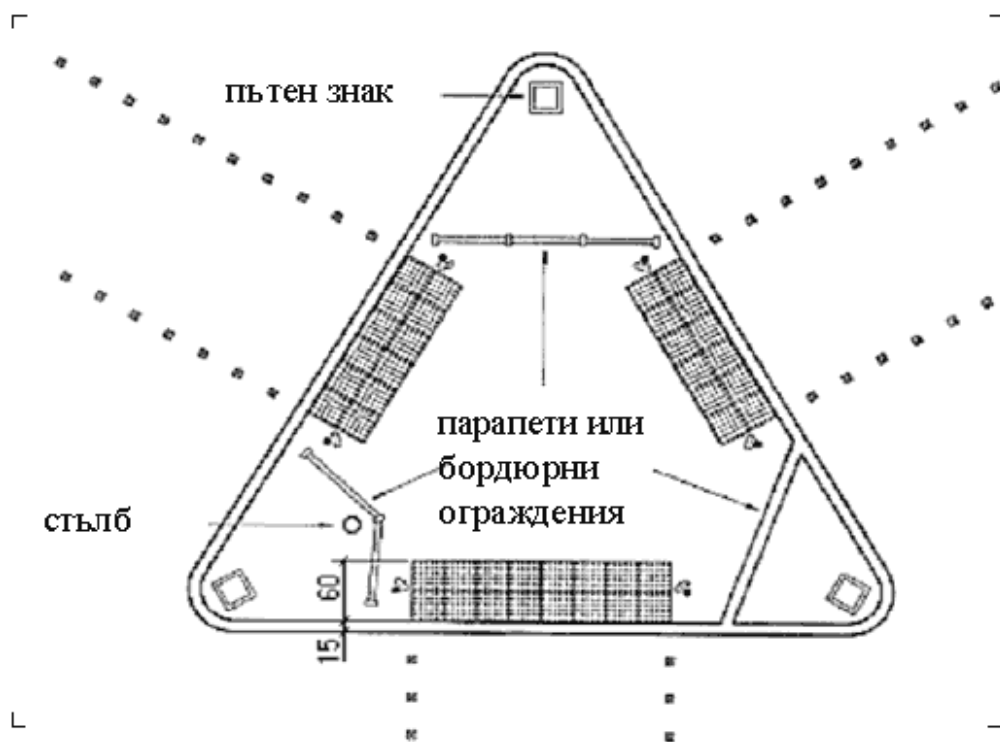 пътен знак
парапети или
бордюрни
ограждения
стълб
60
15